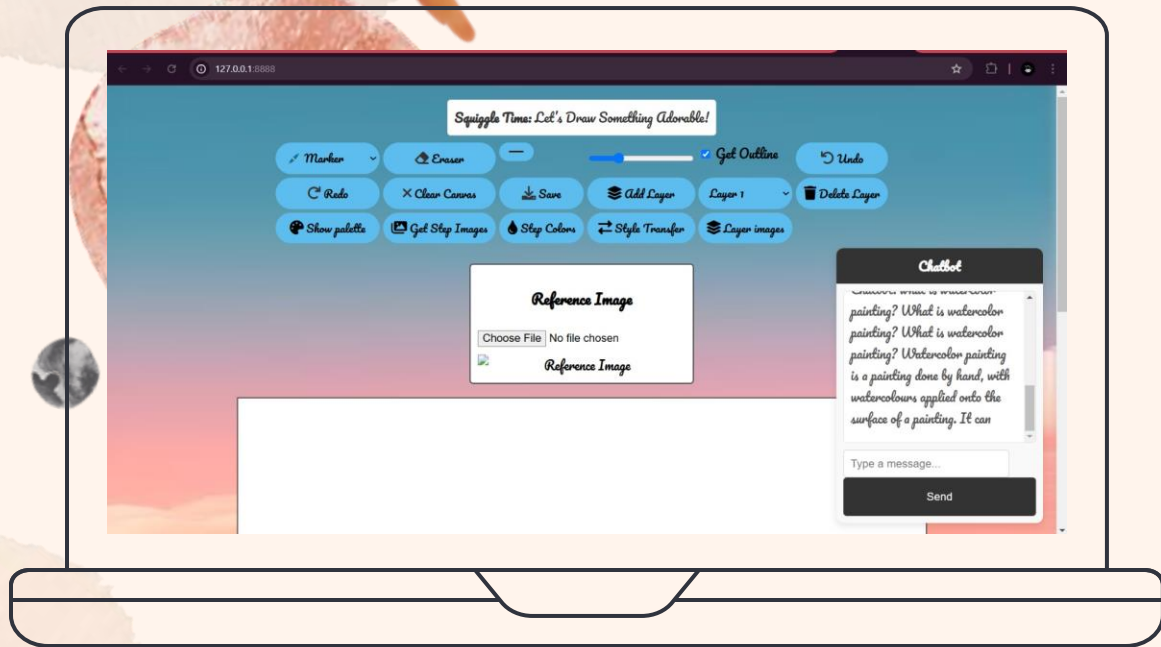 127.0.0.1:8888
Squiggle Time: Let's Draw Something Adorable!
Marker Eraser Get Outline Undo
Redo Clear Canvas Save Add Layer Layer 1 Delete Layer
Show palette Get Step Images Step Colors Style Transfer Layer images
Reference Image
Choose File No file chosen
Reference Image
Chatbot
Chatbot: what is watercolor
painting? What is watercolor
painting? What is watercolor
painting? Watercolor painting
is a painting done by hand, with
watercolours applied onto the
surface of a painting. It can
Type a message...
Send